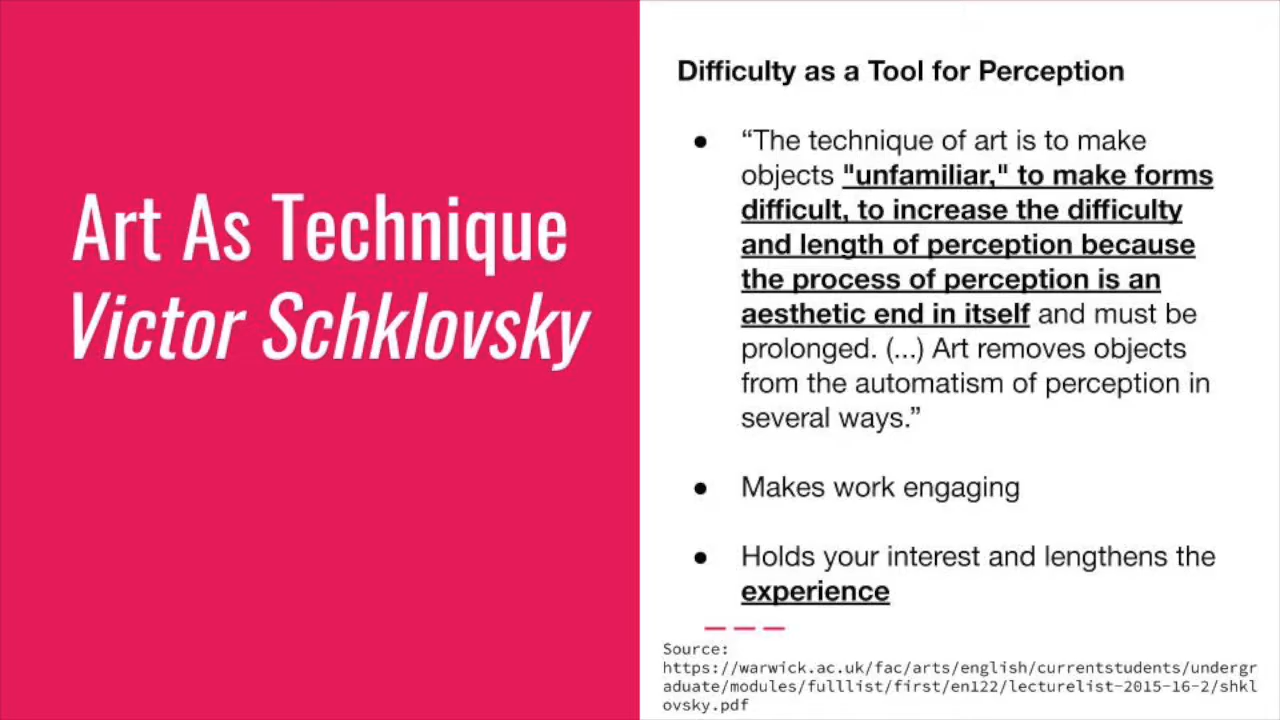 Art As Technique
Victor Schklovsky
Difficulty as a Tool for Perception
● “The technique of art is to make
objects "unfamiliar," to make forms
difficult, to increase the difficulty
and length of perception because
the process of perception is an
aesthetic end in itself and must be
prolonged. (...) Art removes objects
from the automatism of perception in
several ways.”
● Makes work engaging
● Holds your interest and lengthens the
experience
Source:
https://warwick.ac.uk/fac/arts/english/currentstudents/undergr
aduate/modules/fulllist/first/en122/lecturelist-2015-16-2/shkl
ovsky.pdf